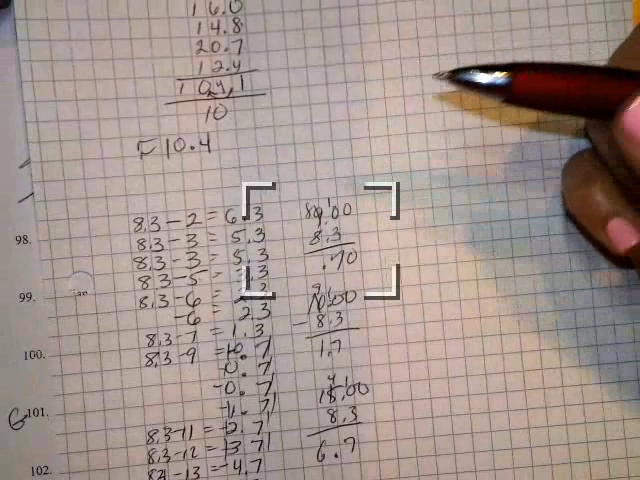 16.0
14.8
20.7
12.4
104.1
10
= 10.4
8.3 - 2 = 6.3
8.3 - 3 = 5.3
8.3 - 3 = 5.3
8.3 - 5 = 3.3
8.3 - 6 =
- 6 = 2.3
8.3 - 7 = 1.3
8.3 - 9 =
-0.7
-0.7
-1.7
8.3 - 11 = -2.7
8.3 - 12 = -3.7
- 13 = -4.7
8.3
.70
10.00
- 8.3
1.7
8.3
6.7
98.
99.
100.
101.
102.